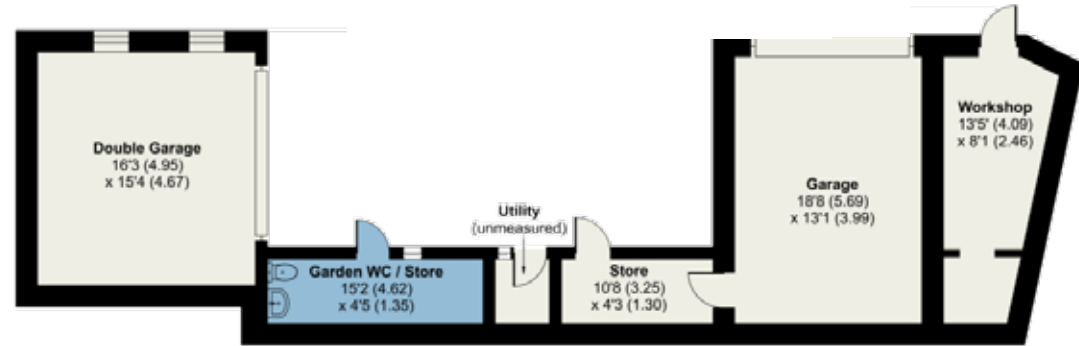 Double Garage
16'3 (4.95)
x 15'4 (4.67)
Garden WC / Store
15'2 (4.62)
x 4'5 (1.35)
Utility
(unmeasured)
Store
10'8 (3.25)
x 4'3 (1.30)
Garage
18'8 (5.69)
x 13'1 (3.99)
Workshop
13'5' (4.09)
x 8'1 (2.46)